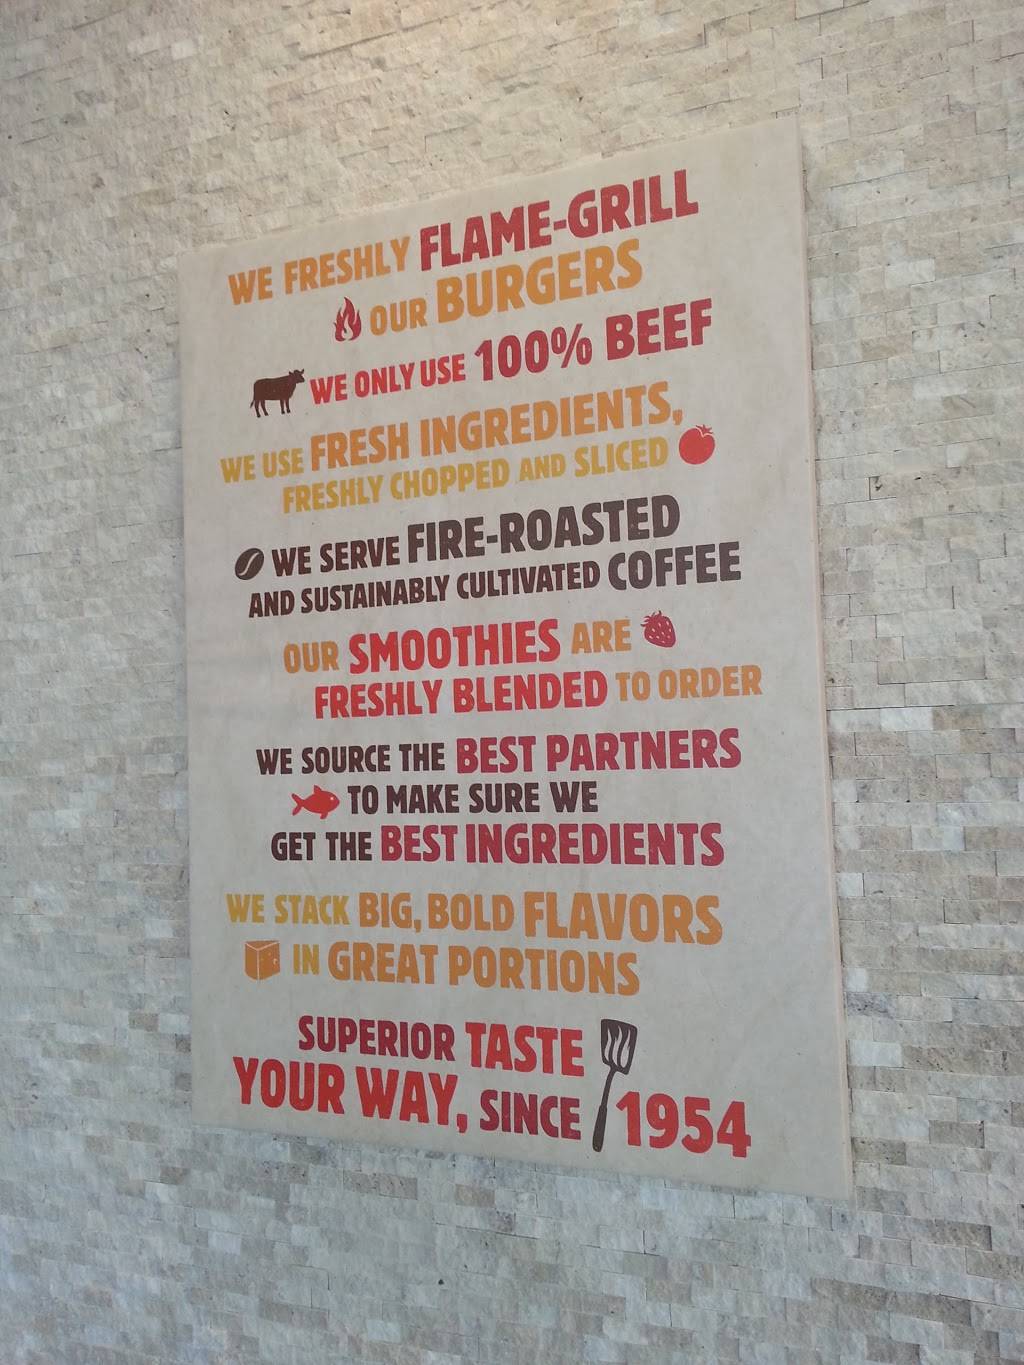 WE FRESHLY FLAME-GRILL
OUR BURGERS
WE ONLY USE 100% BEEF
WE USE FRESH INGREDIENTS,
FRESHLY CHOPPED AND SLICED
WE SERVE FIRE-ROASTED
AND SUSTAINABLY CULTIVATED COFFEE
OUR SMOOTHIES ARE
FRESHLY BLENDED TO ORDER
WE SOURCE THE BEST PARTNERS
TO MAKE SURE WE
GET THE BEST INGREDIENTS
WE STACK BIG, BOLD FLAVORS
IN GREAT PORTIONS
SUPERIOR TASTE
YOUR WAY, SINCE 1954